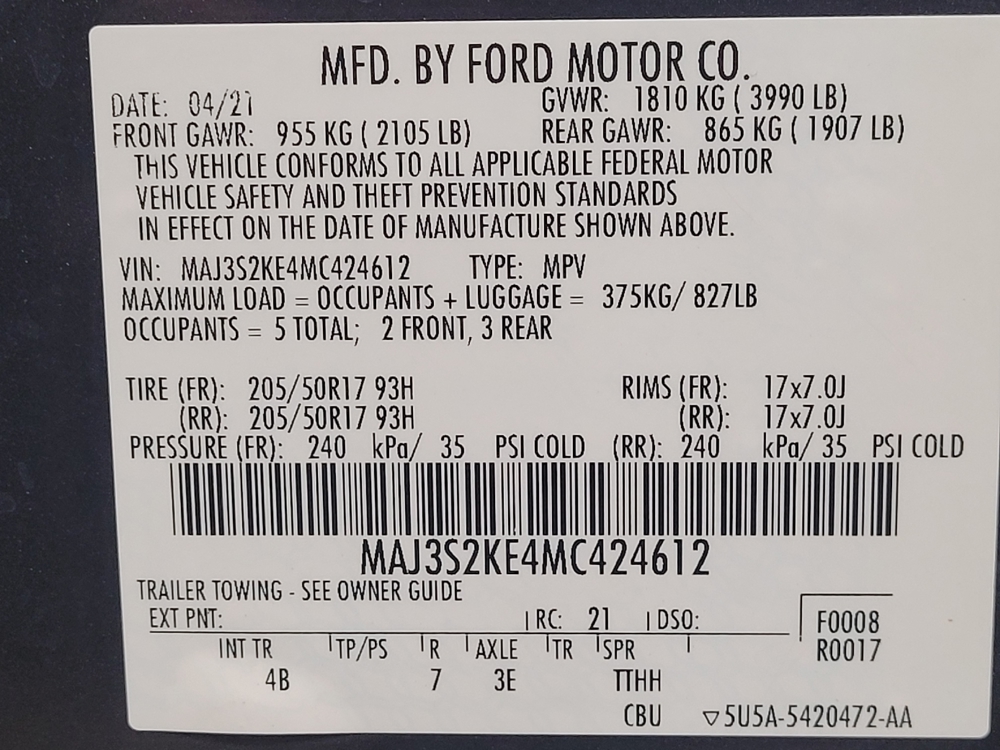 MFD. BY FORD MOTOR CO.
DATE: 04/21 GVWR: 1810 KG ( 3990 LB)
FRONT GAWR: 955 KG ( 2105 LB) REAR GAWR: 865 KG ( 1907 LB)
THIS VEHICLE CONFORMS TO ALL APPLICABLE FEDERAL MOTOR
VEHICLE SAFETY AND THEFT PREVENTION STANDARDS
IN EFFECT ON THE DATE OF MANUFACTURE SHOWN ABOVE.
VIN: MAJ3S2KE4MC424612 TYPE: MPV
MAXIMUM LOAD = OCCUPANTS + LUGGAGE = 375KG/ 827LB
OCCUPANTS = 5 TOTAL; 2 FRONT, 3 REAR
TIRE (FR): 205/50R17 93H RIMS (FR): 17x7.0J
(RR): 205/50R17 93H (RR): 17x7.0J
PRESSURE (FR): 240 kPa/ 35 PSI COLD (RR): 240 kPa/ 35 PSI COLD
MAJ3S2KE4MC424612
TRAILER TOWING - SEE OWNER GUIDE
EXT PNT: RC: 21 DSO: F0008
INT TR TP/PS R AXLE TR SPR R0017
4B 7 3E TTHH
CBU ▽5U5A-5420472-AA